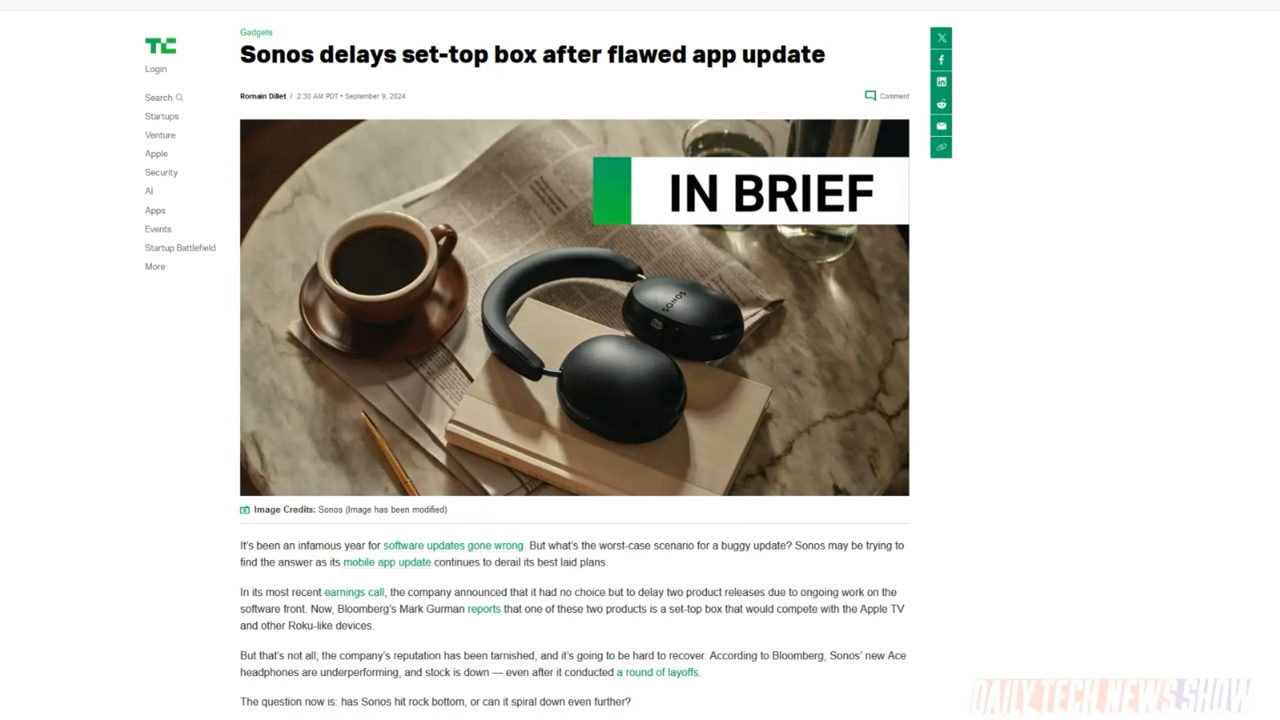 Gadgets
Sonos delays set-top box after flawed app update
Romain Dillet / 2:30 AM PDT • September 9, 2024
Comment
TC
Login
Search
Startups
Venture
Apple
Security
AI
Apps
Events
Startup Battlefield
More
IN BRIEF
SONOS
Image Credits: Sonos (Image has been modified)
It's been an infamous year for software updates gone wrong. But what's the worst-case scenario for a buggy update? Sonos may be trying to
find the answer as its mobile app update continues to derail its best laid plans.
In its most recent earnings call, the company announced that it had no choice but to delay two product releases due to ongoing work on the
software front. Now, Bloomberg's Mark Gurman reports that one of these two products is a set-top box that would compete with the Apple TV
and other Roku-like devices.
But that's not all; the company's reputation has been tarnished, and it's going to be hard to recover. According to Bloomberg, Sonos' new Ace
headphones are underperforming, and stock is down — even after it conducted a round of layoffs.
The question now is: has Sonos hit rock bottom, or can it spiral down even further?
DAILY TECH NEWS SHOW